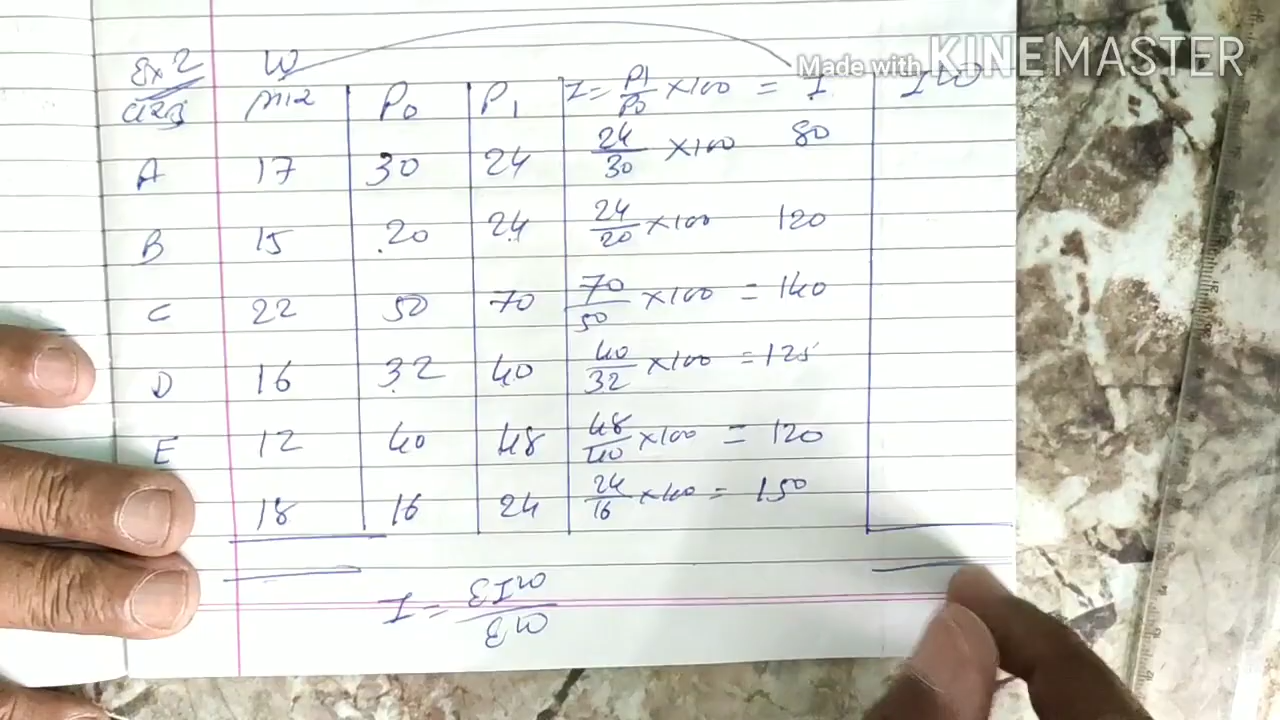 Made with KINEMASTER
Ex 2 W
ભાર P0 P1 I = P1/P0 ×100 = I IW
A 17 30 24 24/30 ×100 80
B 15 20 24 24/20 ×100 120
C 22 50 70 70/50 ×100 = 140
D 16 32 40 40/32 ×100 = 125
E 12 40 48 48/40 ×100 = 120
18 16 24 24/16 ×100 = 150
I = ΣIW/ΣW